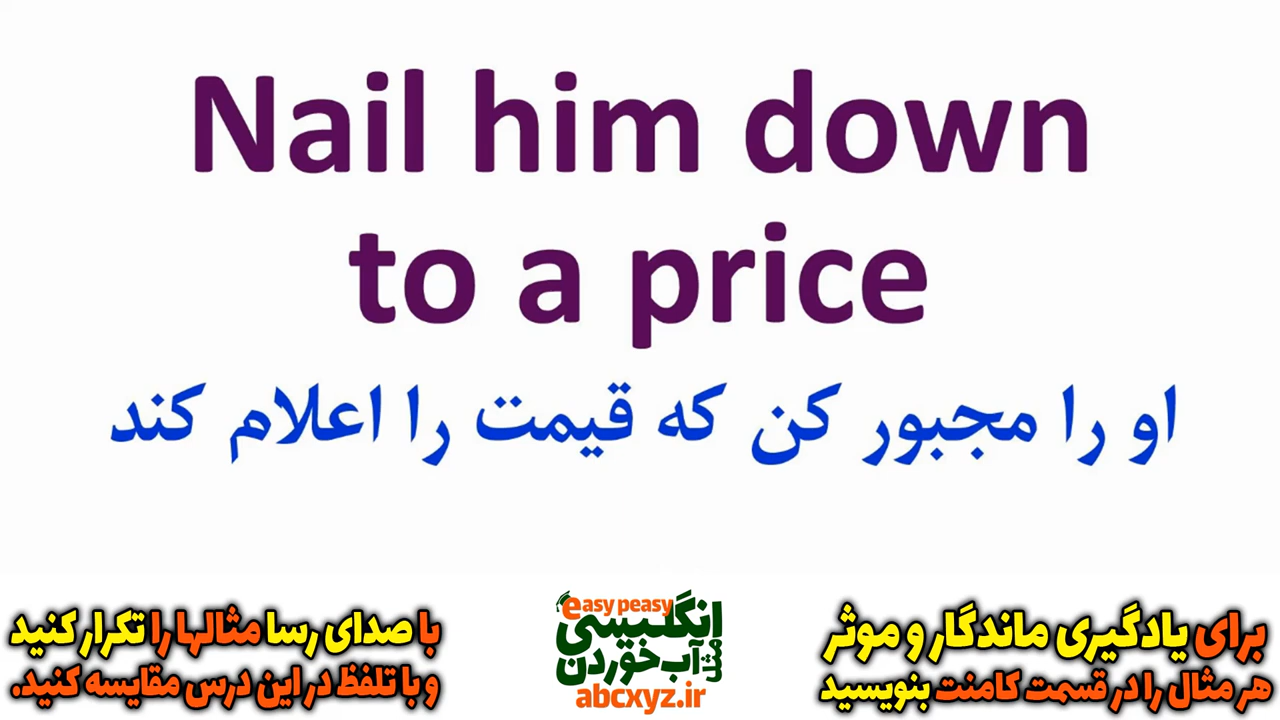 Nail him down
to a price
او را مجبور کن که قیمت را اعلام کند
برای یادگیری ماندگار و موثر
هر مثال را در قسمت کامنت بنویسید
easy peasy
انگلیسی
مثل آب خوردن
abcxyz.ir
با صدای رسا مثالها را تکرار کنید
و با تلفظ در این درس مقایسه کنید.